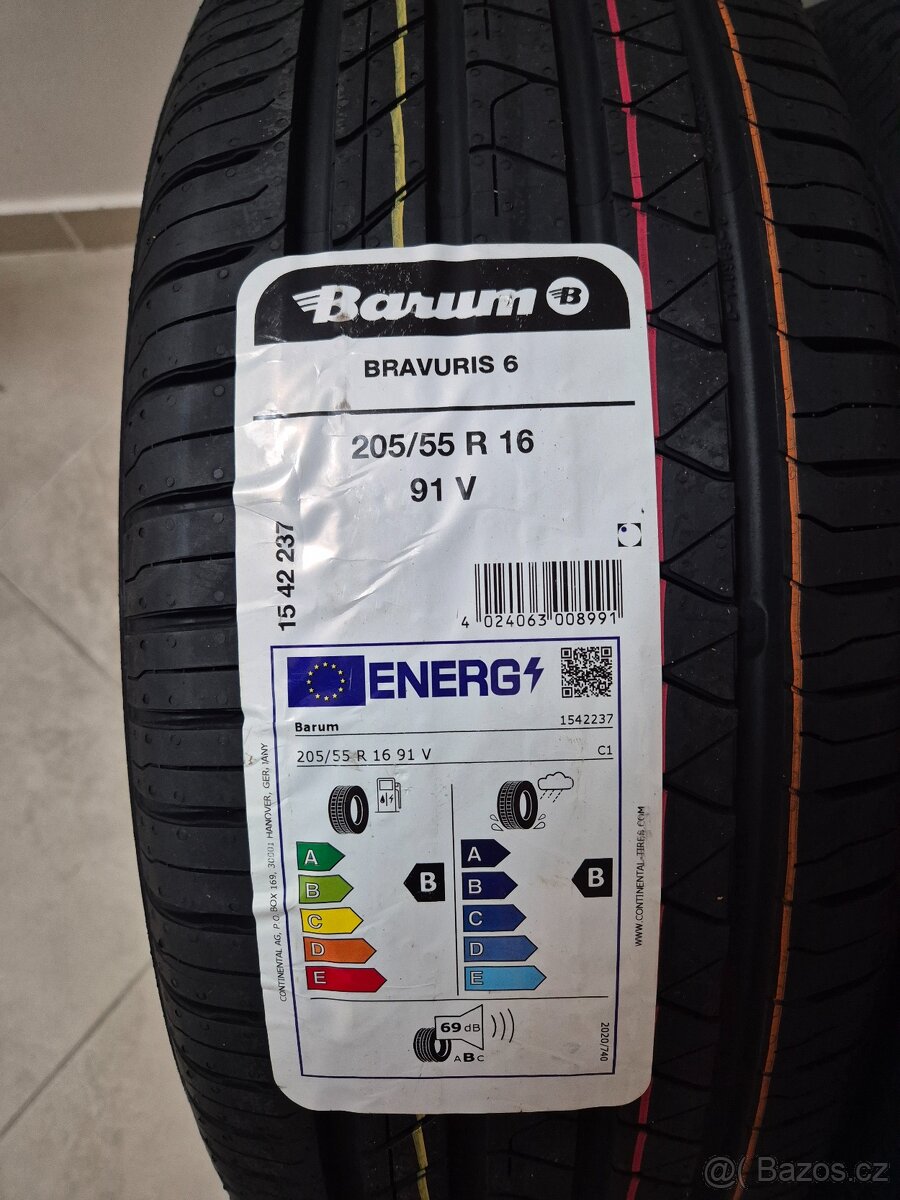 Barum B
BRAVURIS 6
205/55 R 16
91 V
15 42 237
4 024063 008991
ENERG
Barum 1542237
205/55 R 16 91 V C1
A
B
C
D
E
B
A
B
C
D
E
B
69 dB
ABC
2020/740
CONTINENTAL AG, P.O.BOX 169, 30001 HANOVER, GERMANY
WWW.CONTINENTAL-TIRES.COM
@( Bazos.cz